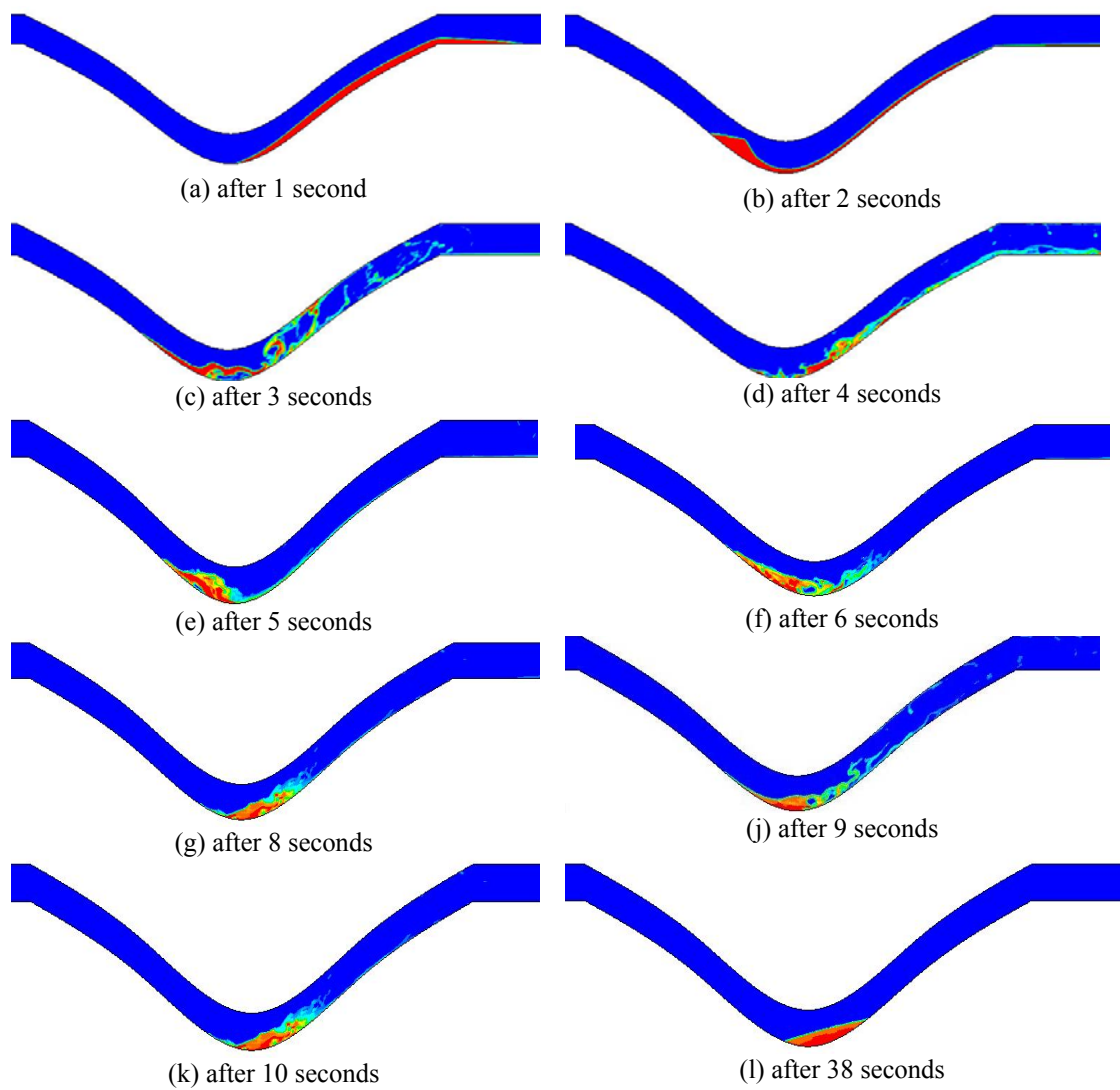 (a) after 1 second
(b) after 2 seconds
(c) after 3 seconds
(d) after 4 seconds
(e) after 5 seconds
(f) after 6 seconds
(g) after 8 seconds
(j) after 9 seconds
(k) after 10 seconds
(l) after 38 seconds